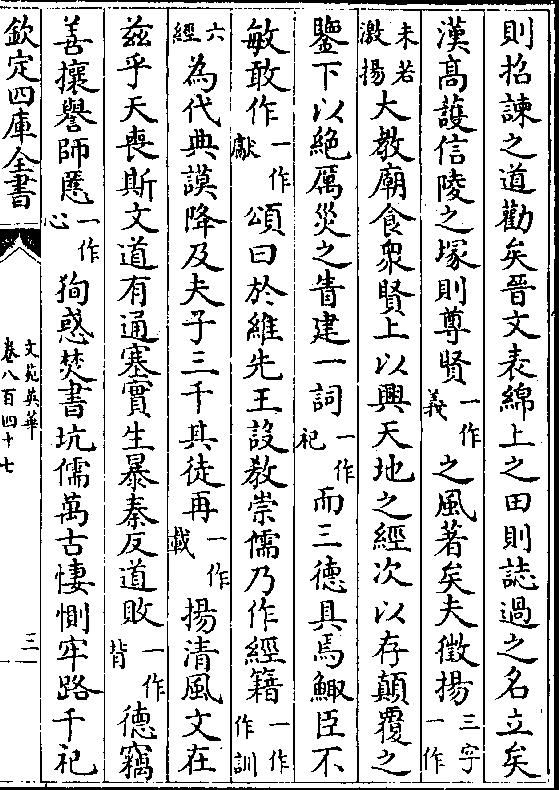 則招諫之道勸矣晉文表綿上之田則誌過之名立矣
漢髙護信陵之塚則尊賢一作義之風著矣夫徵揚三字一作
未若激揚大教廟食衆賢上以興天地之經次以存顛覆之
鑒下以絶厲災之眚建一詞一作祀而三德具焉鯫臣不
敏敢作一作獻頌曰於維先王設教崇儒乃作經籍一作作訓
六經為代典謨降及夫子三千其徒再一作載揚清風文在
兹乎天喪斯文道有通塞實生暴秦反道敗一作背德竊
善攘譽師慝一作心狥惑焚書坑儒萬古悽惻牢路千祀
欽定四庫全書
文苑英華
卷八百四十七
三